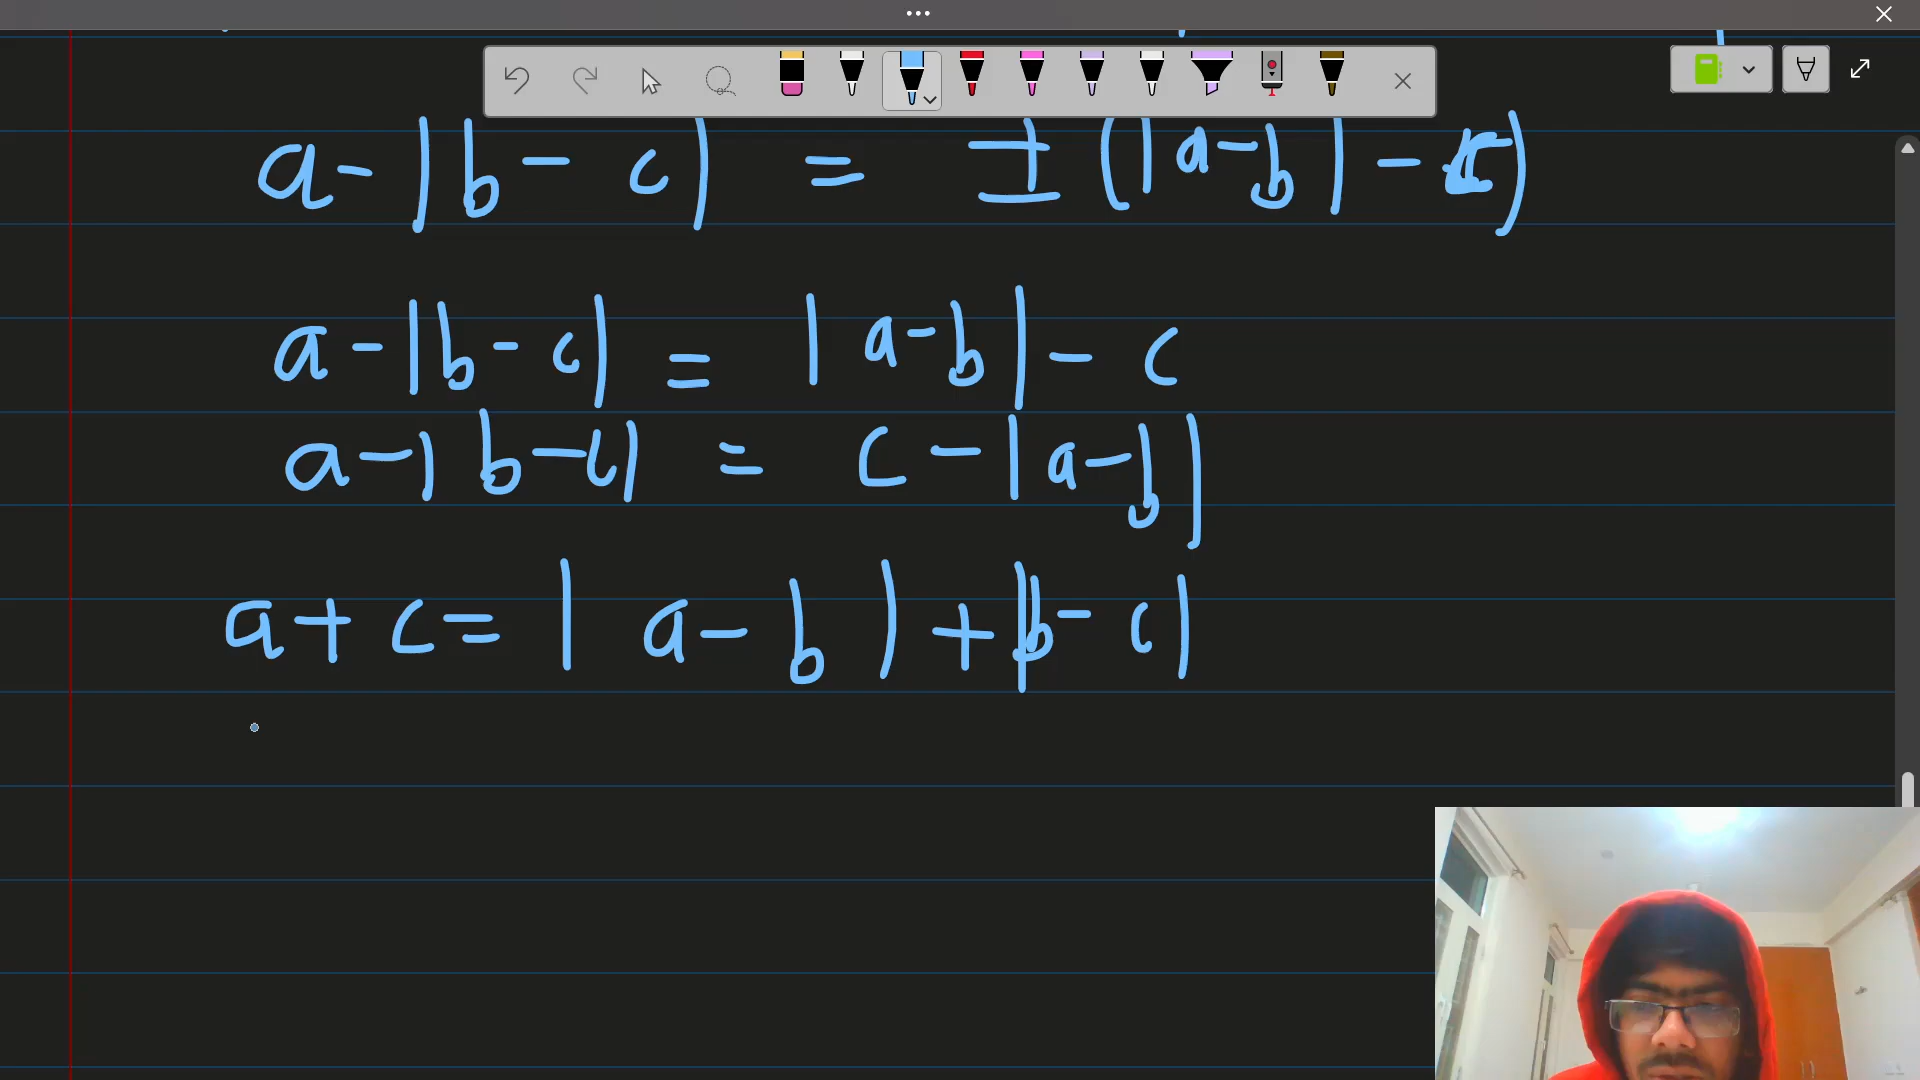 a - |b - c| = ± (|a - b| - c)
a - |b - c| = |a - b| - c
a - |b - c| = c - |a - b|
a + c = |a - b| + |b - c|